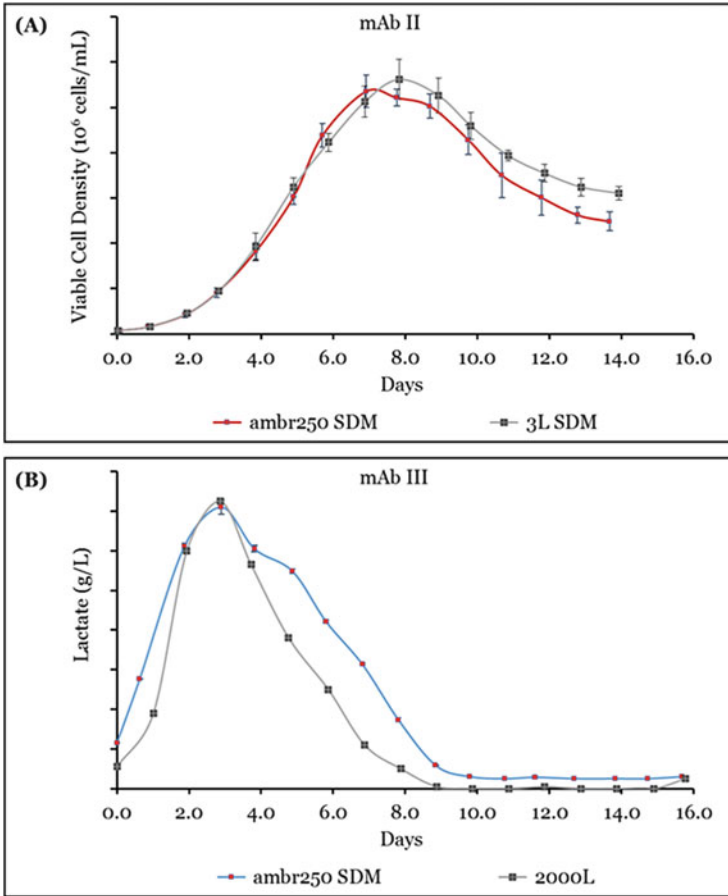 (A)
mAb II
Viable Cell Density (10⁶ cells/mL)
0.0 2.0 4.0 6.0 8.0 10.0 12.0 14.0 16.0
Days
ambr250 SDM 3L SDM
(B)
mAb III
Lactate (g/L)
0.0 2.0 4.0 6.0 8.0 10.0 12.0 14.0 16.0
Days
ambr250 SDM 2000L